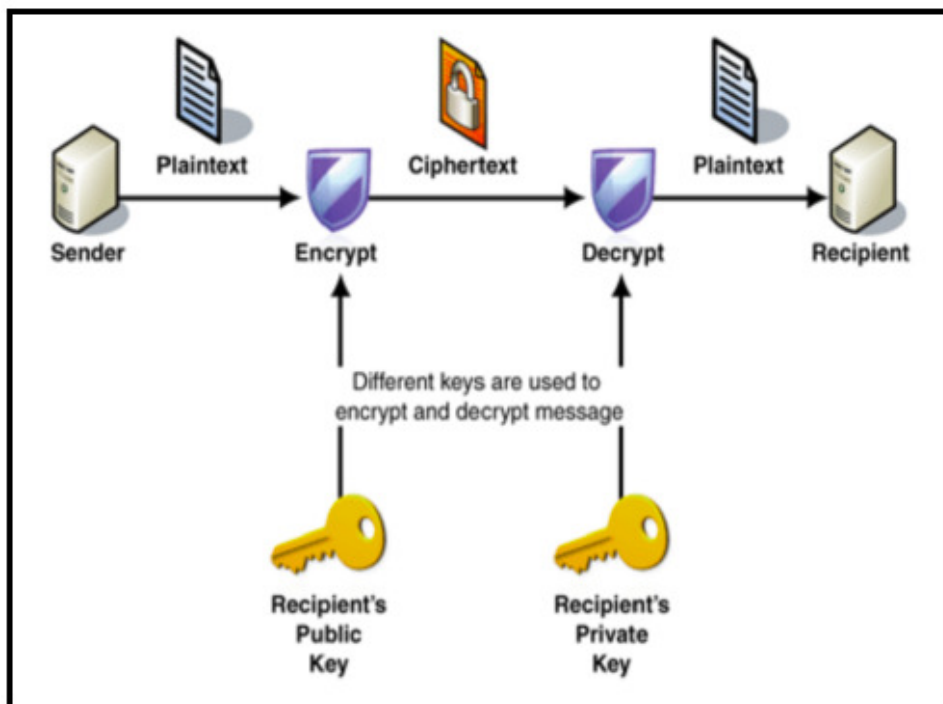 Plaintext
Ciphertext
Plaintext
Sender
Encrypt
Decrypt
Recipient
Different keys are used to
encrypt and decrypt message
Recipient's
Public
Key
Recipient's
Private
Key